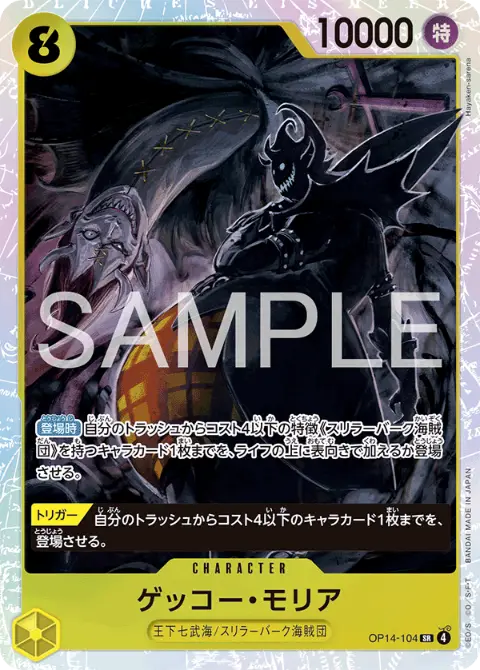 8
10000 特
Hayaken-sarena
SAMPLE
登場時 自分のトラッシュからコスト4以下の特徴《スリラーバーク海賊
団》を持つキャラカード1枚までを、ライフの上に表向きで加えるか登場
させる。
トリガー 自分のトラッシュからコスト4以下のキャラカード1枚までを、
登場させる。
CHARACTER
ゲッコー・モリア
王下七武海/スリラーバーク海賊団
OP14-104 SR 4
©E/S ©O/S・F・T BANDAI MADE IN JAPAN